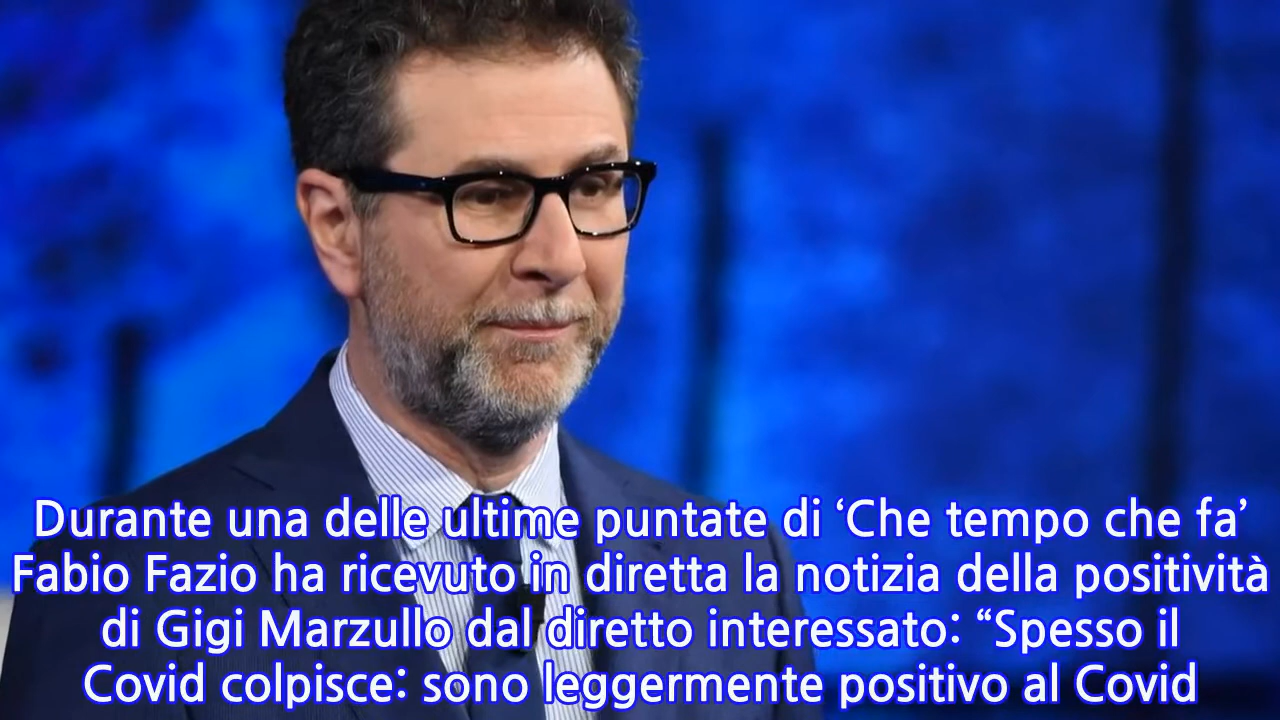 Durante una delle ultime puntate di ‘Che tempo che fa’
Fabio Fazio ha ricevuto in diretta la notizia della positività
di Gigi Marzullo dal diretto interessato: “Spesso il
Covid colpisce: sono leggermente positivo al Covid